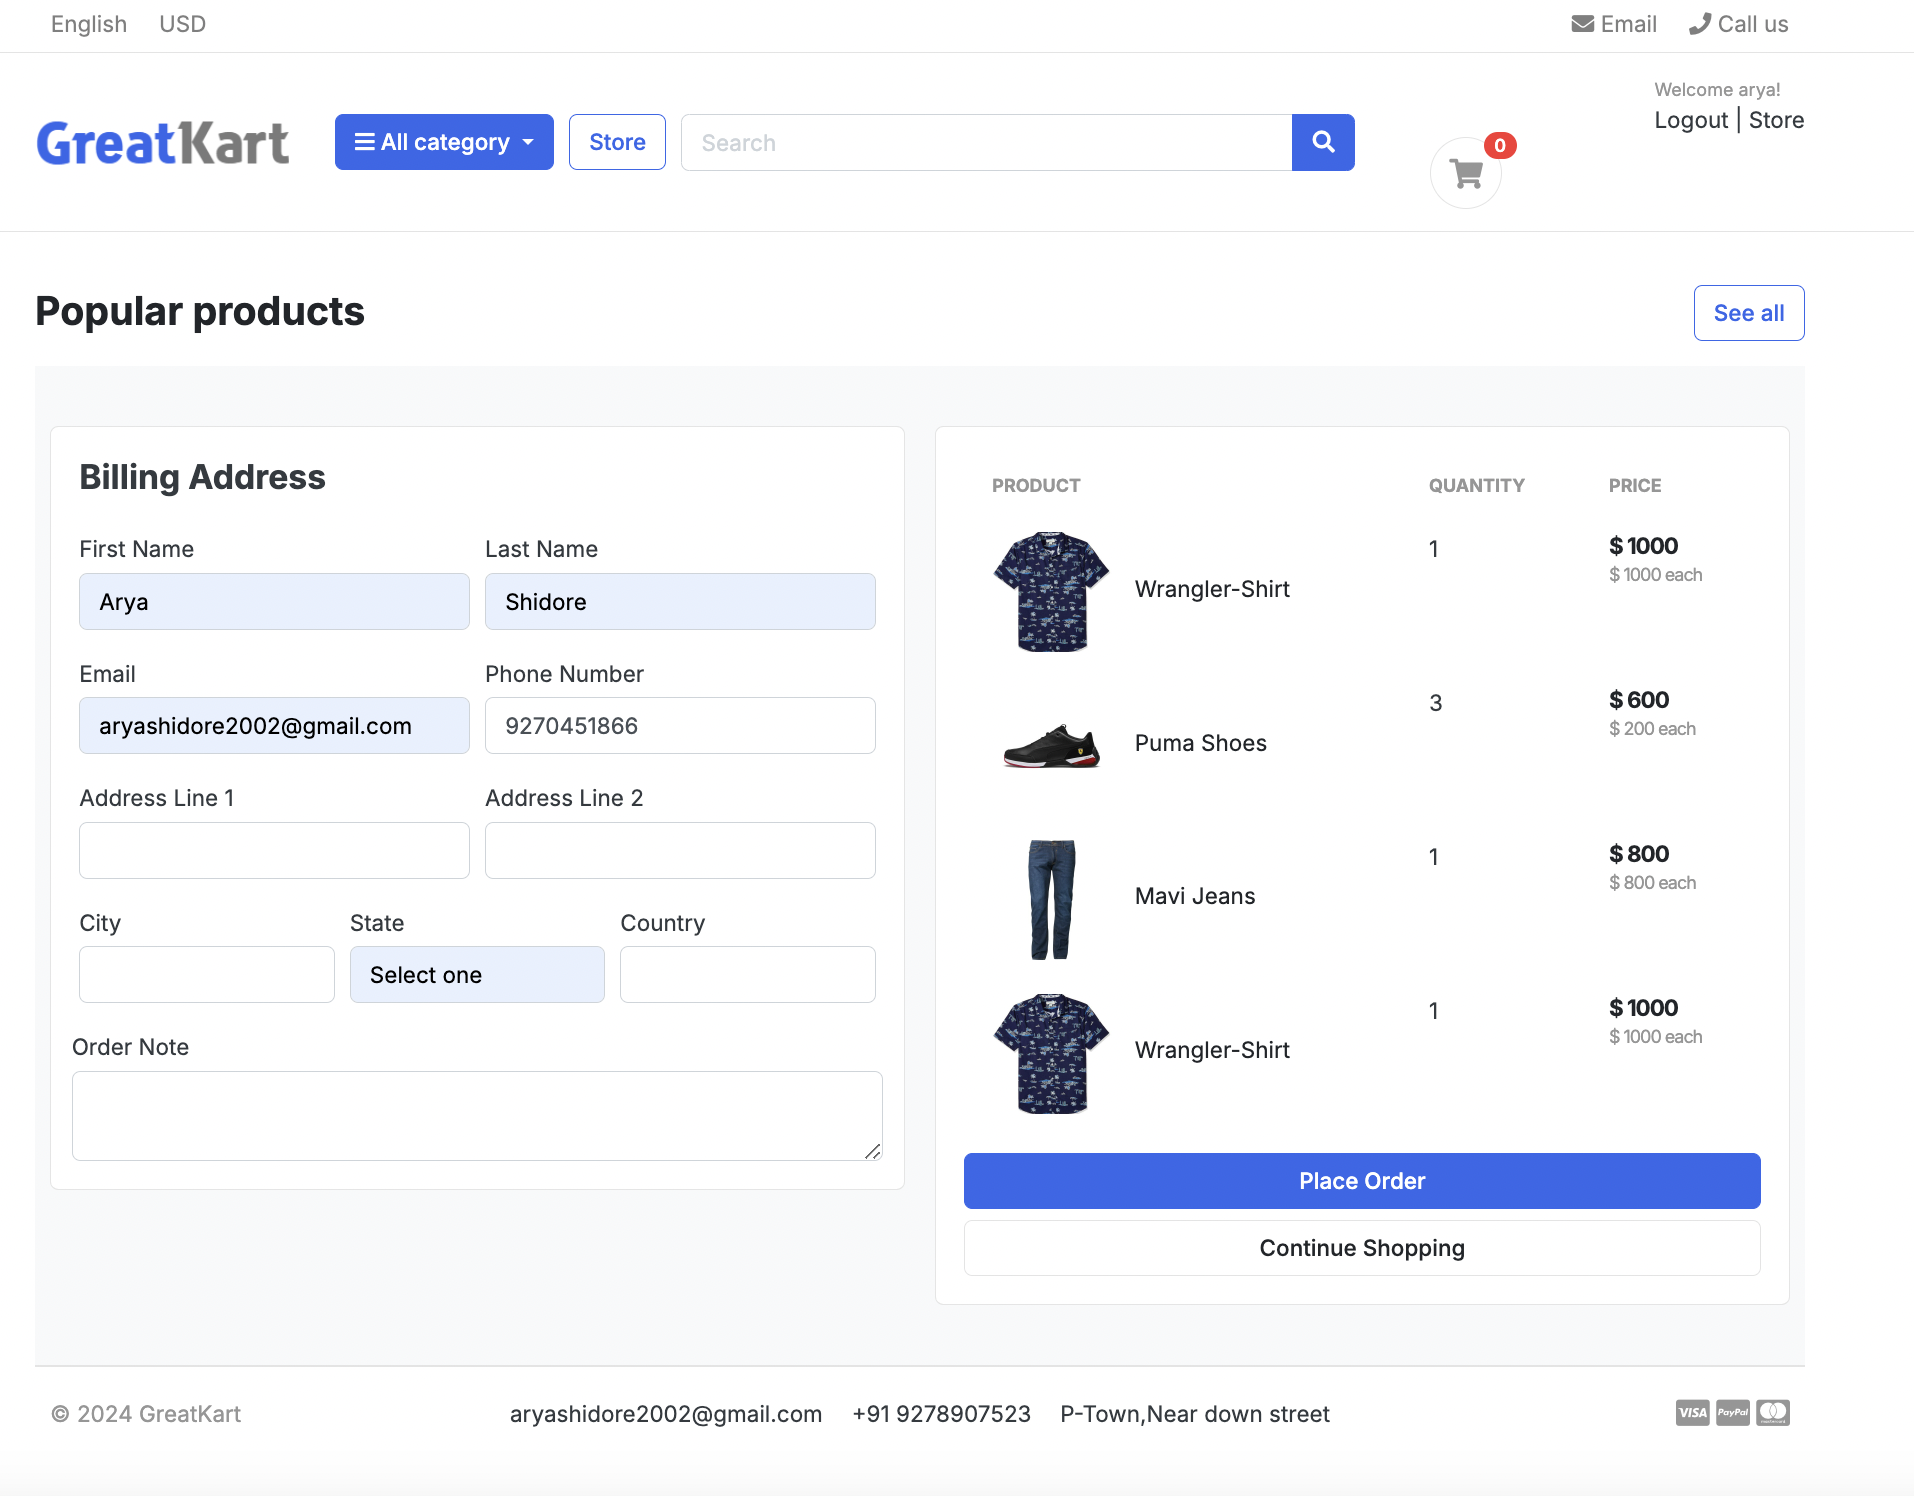 English USD Email Call us
Welcome arya!
Logout | Store
GreatKart All category Store Search 0
Popular products See all
Billing Address
First Name Last Name
Arya Shidore
Email Phone Number
aryashidore2002@gmail.com 9270451866
Address Line 1 Address Line 2
City State Country
Select one
Order Note
PRODUCT QUANTITY PRICE
Wrangler-Shirt 1 $ 1000
$ 1000 each
Puma Shoes 3 $ 600
$ 200 each
Mavi Jeans 1 $ 800
$ 800 each
Wrangler-Shirt 1 $ 1000
$ 1000 each
Place Order
Continue Shopping
© 2024 GreatKart aryashidore2002@gmail.com +91 9278907523 P-Town,Near down street VISA PayPal